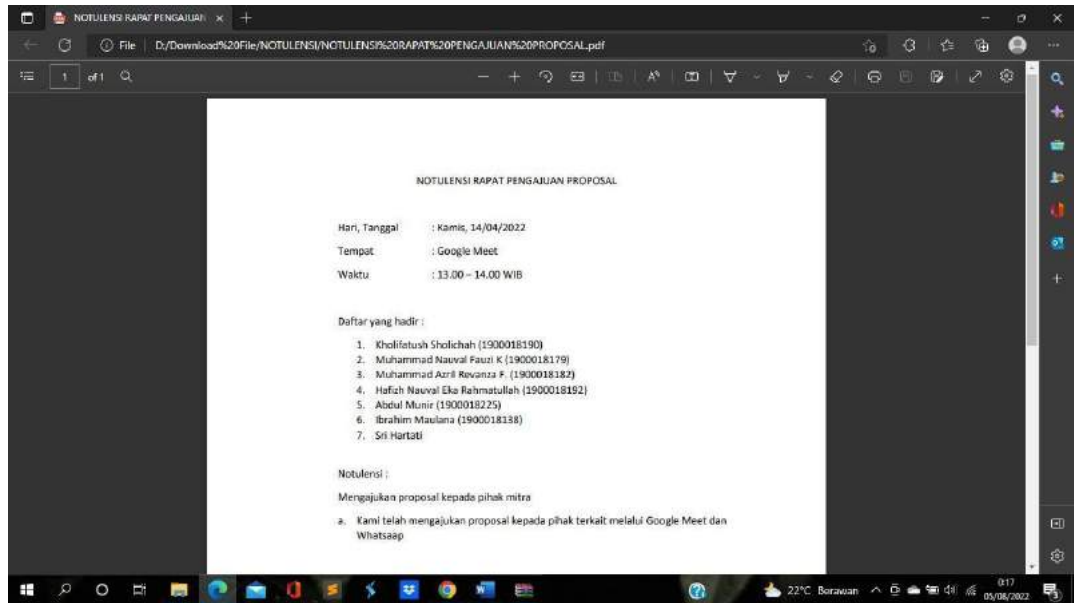 NOTULENSI RAPAT PENGAJUAN
File D:/Download%20File/NOTULENSI/NOTULENSI%20RAPAT%20PENGAJUAN%20PROPOSAL.pdf
1 of 1
NOTULENSI RAPAT PENGAJUAN PROPOSAL
Hari, Tanggal : Kamis, 14/04/2022
Tempat : Google Meet
Waktu : 13.00 – 14.00 WIB
Daftar yang hadir :
1. Kholifatush Sholichah (1900018190)
2. Muhammad Nauval Fauzi K (1900018179)
3. Muhammad Azril Revanza F. (1900018182)
4. Hafizh Nauval Eka Rahmatullah (1900018192)
5. Abdul Munir (1900018225)
6. Ibrahim Maulana (1900018138)
7. Sri Hartati
Notulensi :
Mengajukan proposal kepada pihak mitra
a. Kami telah mengajukan proposal kepada pihak terkait melalui Google Meet dan
Whatsaap
22°C Berawan
0:17
05/08/2022